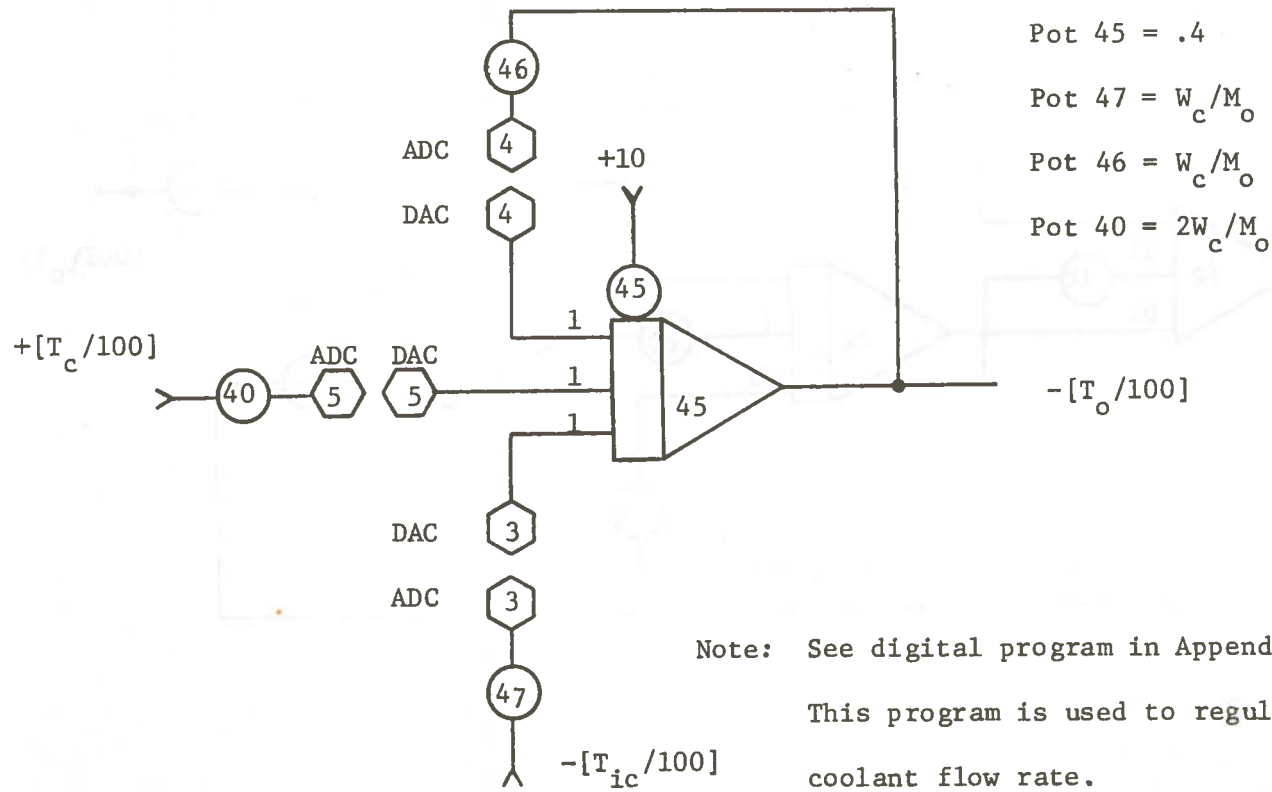 Pot 45 = .4
46
Pot 47 = W_c/M_o
ADC 4
+10
Pot 46 = W_c/M_o
DAC 4
Pot 40 = 2W_c/M_o
45
1
+[T_c/100]
ADC DAC
40 5 5 1 45
-[T_o/100]
1
DAC 3
ADC 3
Note: See digital program in Append
47
This program is used to regul
-[T_ic/100]
coolant flow rate.